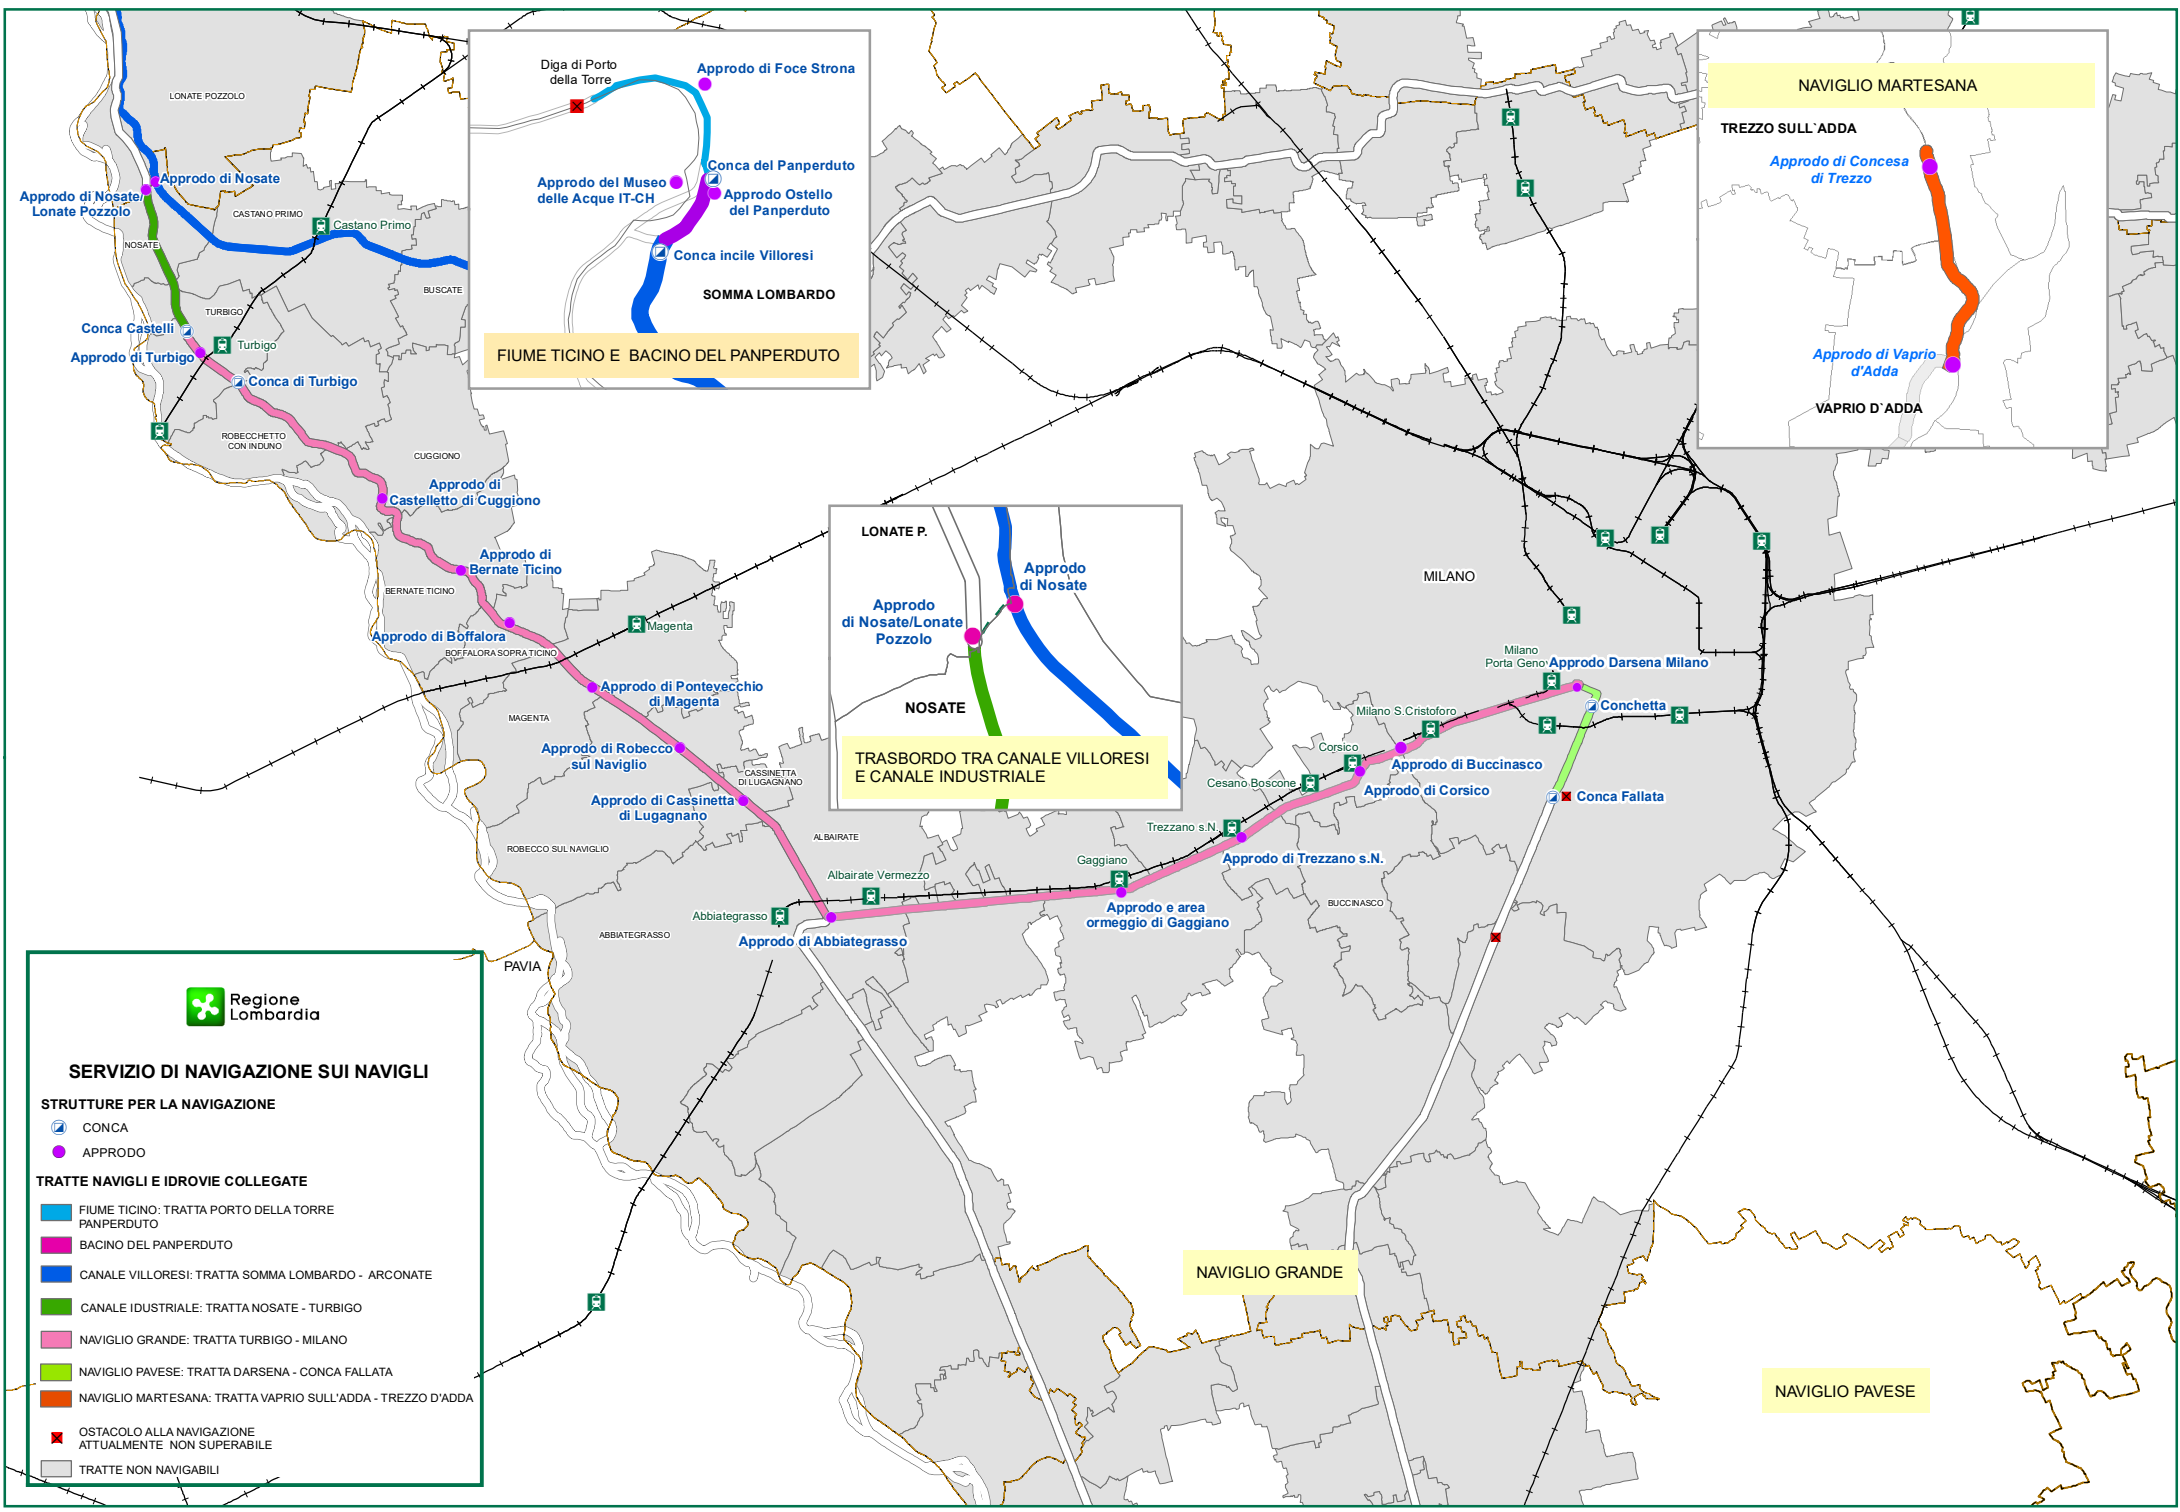 LONATE POZZOLO
Approdo di Nosate
Approdo di Nosate/
Lonate Pozzolo
CASTANO PRIMO
Castano Primo
NOSATE
BUSCATE
TURBIGO
Conca Castelli
Turbigo
Approdo di Turbigo
Conca di Turbigo
ROBECCHETTO
CON INDUNO
CUGGIONO
Approdo di
Castelletto di Cuggiono
Approdo di
Bernate Ticino
BERNATE TICINO
Approdo di Boffalora
Magenta
BOFFALORA SOPRA TICINO
Approdo di Pontevecchio
di Magenta
MAGENTA
Approdo di Robecco
sul Naviglio
CASSINETTA
DI LUGAGNANO
Approdo di Cassinetta
di Lugagnano
ALBAIRATE
ROBECCO SUL NAVIGLIO
Albairate Vermezzo
Abbiategrasso
ABBIATEGRASSO
Approdo di Abbiategrasso
PAVIA
Diga di Porto
della Torre
Approdo di Foce Strona
Conca del Panperduto
Approdo del Museo
delle Acque IT-CH
Approdo Ostello
del Panperduto
Conca incile Villoresi
SOMMA LOMBARDO
FIUME TICINO E BACINO DEL PANPERDUTO
LONATE P.
Approdo
di Nosate
Approdo
di Nosate/Lonate
Pozzolo
NOSATE
TRASBORDO TRA CANALE VILLORESI
E CANALE INDUSTRIALE
NAVIGLIO MARTESANA
TREZZO SULL`ADDA
Approdo di Concesa
di Trezzo
Approdo di Vaprio
d'Adda
VAPRIO D`ADDA
MILANO
Milano
Porta Geno
Approdo Darsena Milano
Conchetta
Milano S.Cristoforo
Corsico
Approdo di Buccinasco
Cesano Boscone
Approdo di Corsico
Conca Fallata
Trezzano s.N.
Approdo di Trezzano s.N.
Gaggiano
Approdo e area
ormeggio di Gaggiano
BUCCINASCO
NAVIGLIO GRANDE
NAVIGLIO PAVESE
Regione
Lombardia
SERVIZIO DI NAVIGAZIONE SUI NAVIGLI
STRUTTURE PER LA NAVIGAZIONE
CONCA
APPRODO
TRATTE NAVIGLI E IDROVIE COLLEGATE
FIUME TICINO: TRATTA PORTO DELLA TORRE
PANPERDUTO
BACINO DEL PANPERDUTO
CANALE VILLORESI: TRATTA SOMMA LOMBARDO - ARCONATE
CANALE IDUSTRIALE: TRATTA NOSATE - TURBIGO
NAVIGLIO GRANDE: TRATTA TURBIGO - MILANO
NAVIGLIO PAVESE: TRATTA DARSENA - CONCA FALLATA
NAVIGLIO MARTESANA: TRATTA VAPRIO SULL'ADDA - TREZZO D'ADDA
OSTACOLO ALLA NAVIGAZIONE
ATTUALMENTE NON SUPERABILE
TRATTE NON NAVIGABILI